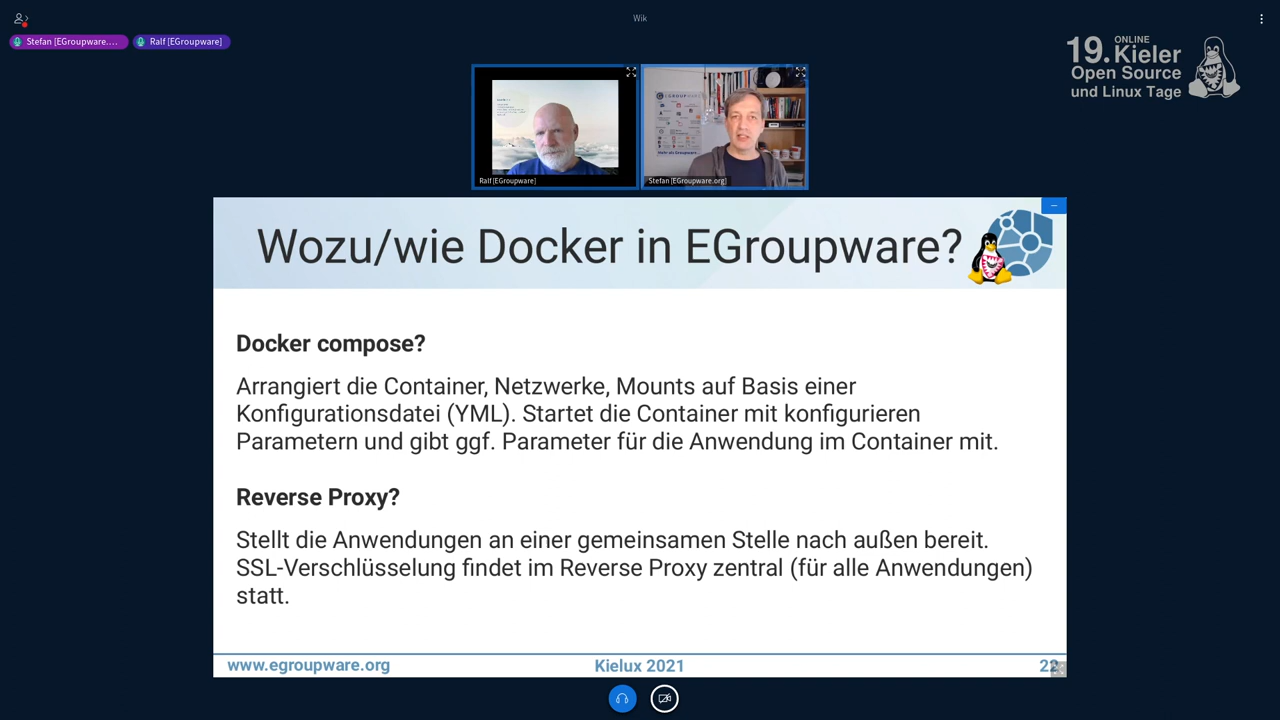 Wik
Stefan [EGroupware....
Ralf [EGroupware]
19. ONLINE Kieler
Open Source
und Linux Tage
EGROUPWARE
Ralf [EGroupware]
Stefan [EGroupware.org]
Wozu/wie Docker in EGroupware?
Docker compose?
Arrangiert die Container, Netzwerke, Mounts auf Basis einer
Konfigurationsdatei (YML). Startet die Container mit konfigurieren
Parametern und gibt ggf. Parameter für die Anwendung im Container mit.
Reverse Proxy?
Stellt die Anwendungen an einer gemeinsamen Stelle nach außen bereit.
SSL-Verschlüsselung findet im Reverse Proxy zentral (für alle Anwendungen)
statt.
www.egroupware.org
Kielux 2021
22